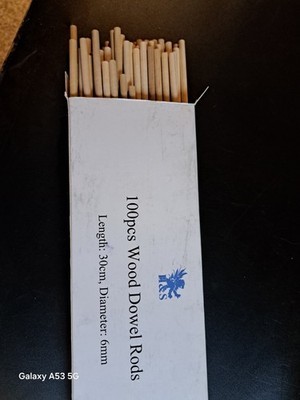 H&S
100pcs Wood Dowel Rods
Length: 30cm, Diameter: 6mm
Galaxy A53 5G